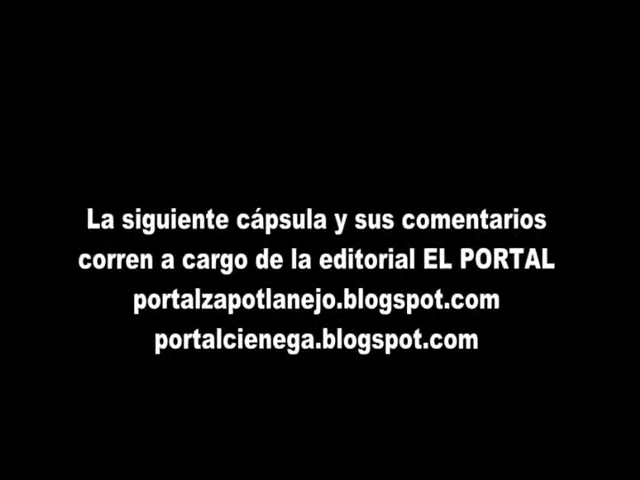 La siguiente cápsula y sus comentarios
corren a cargo de la editorial EL PORTAL
portalzapotlanejo.blogspot.com
portalcienega.blogspot.com